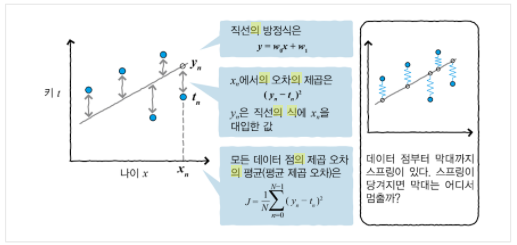 직선의 방정식은
y = w₀x + w₁
키 t
yₙ
tₙ
xₙ에서의 오차의 제곱은
(yₙ − tₙ)²
yₙ은 직선의 식에 xₙ을
대입한 값
나이 x
xₙ
모든 데이터 점의 제곱 오차
의 평균(평균 제곱 오차)은
J = 1/N ∑ₙ₌₀ᴺ⁻¹ (yₙ − tₙ)²
데이터 점부터 막대까지
스프링이 있다. 스프링이
당겨지면 막대는 어디서
멈출까?